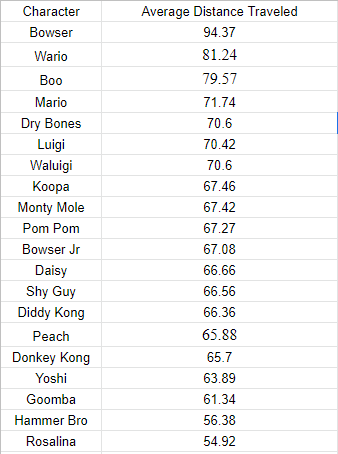 Character Average Distance Traveled
Bowser 94.37
Wario 81.24
Boo 79.57
Mario 71.74
Dry Bones 70.6
Luigi 70.42
Waluigi 70.6
Koopa 67.46
Monty Mole 67.42
Pom Pom 67.27
Bowser Jr 67.08
Daisy 66.66
Shy Guy 66.56
Diddy Kong 66.36
Peach 65.88
Donkey Kong 65.7
Yoshi 63.89
Goomba 61.34
Hammer Bro 56.38
Rosalina 54.92